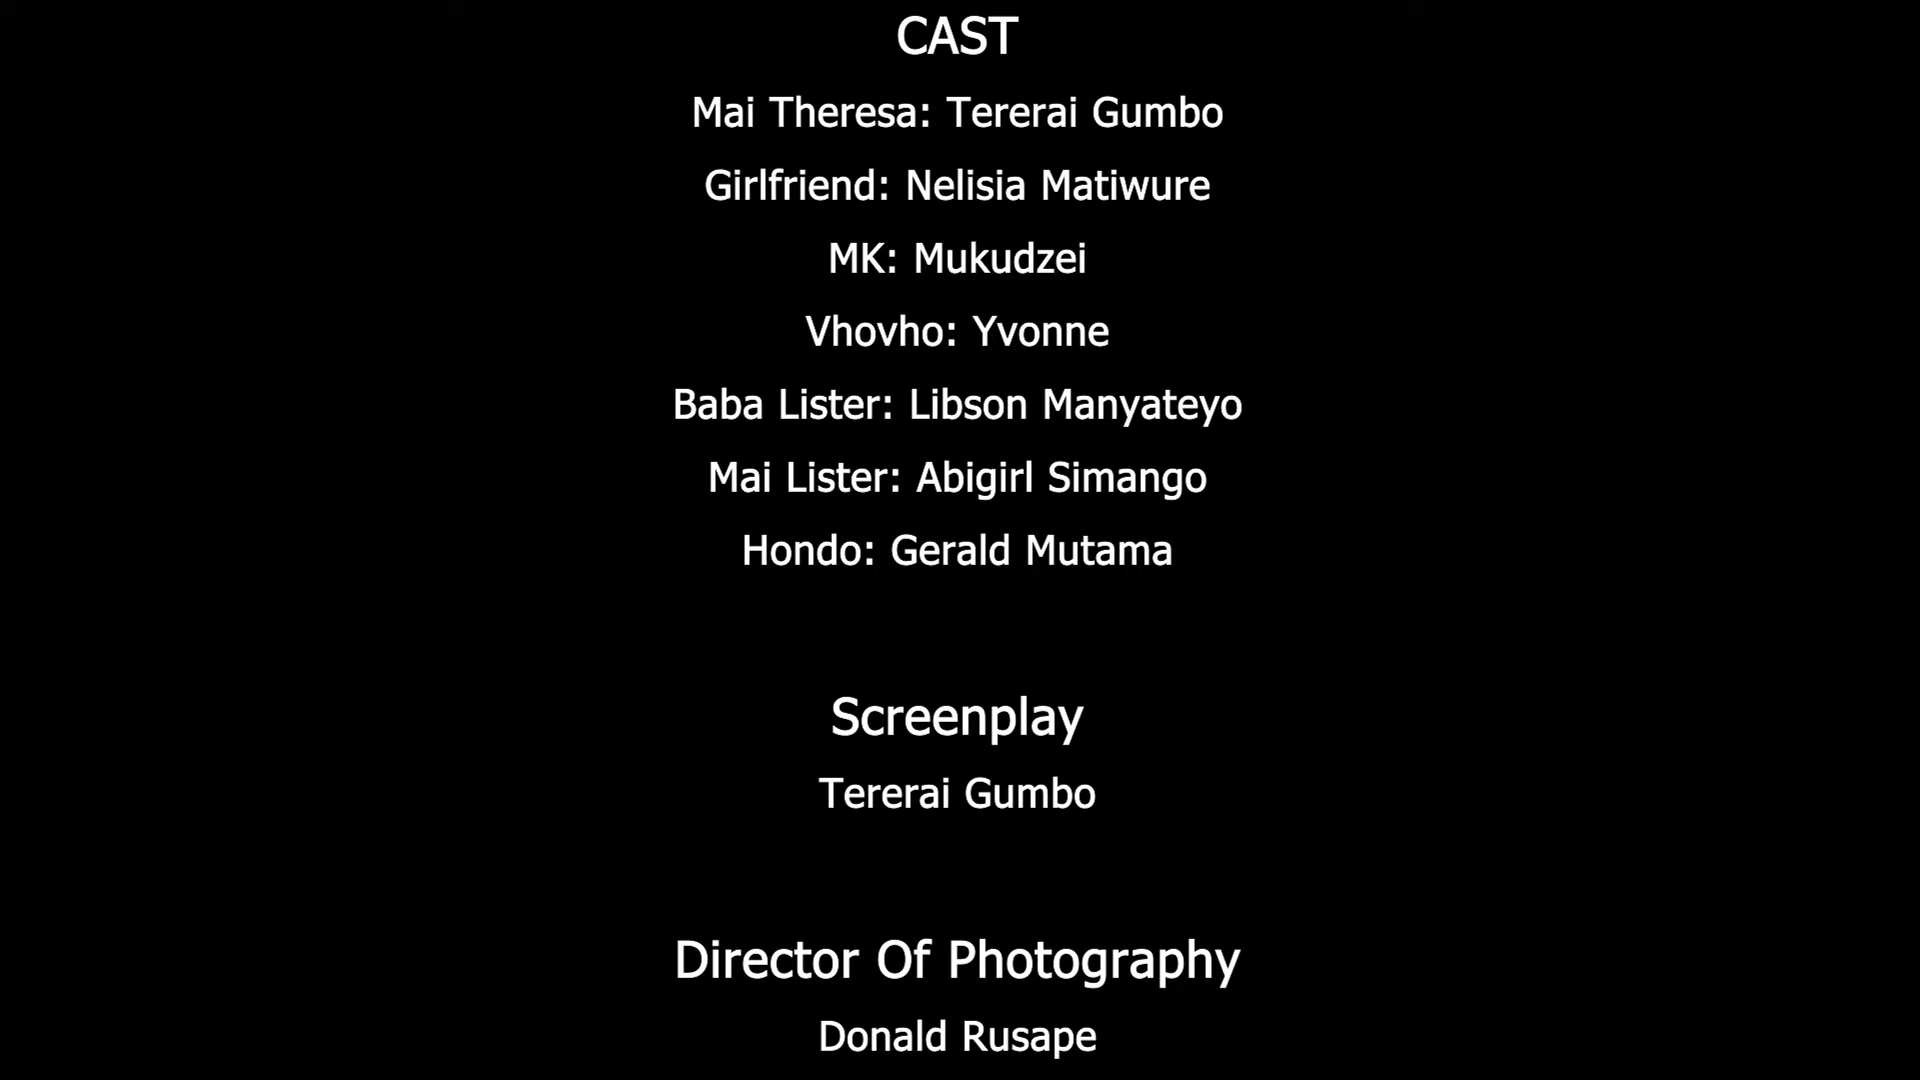 CAST
Mai Theresa: Tererai Gumbo
Girlfriend: Nelisia Matiwure
MK: Mukudzei
Vhovho: Yvonne
Baba Lister: Libson Manyateyo
Mai Lister: Abigirl Simango
Hondo: Gerald Mutama
Screenplay
Tererai Gumbo
Director Of Photography
Donald Rusape